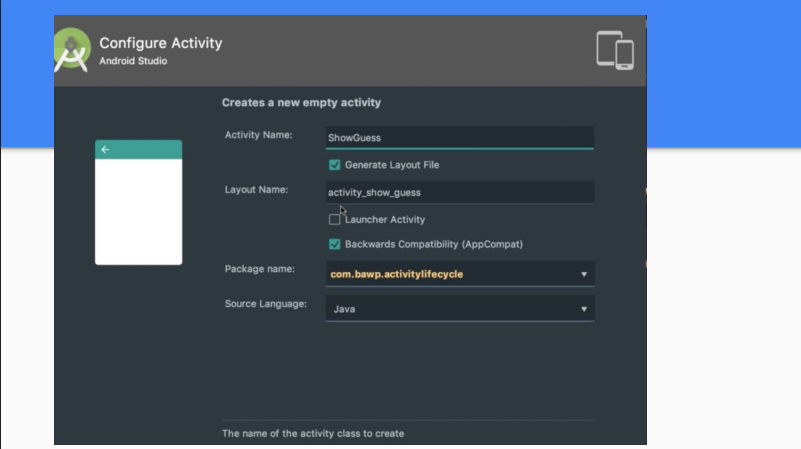 Configure Activity
Android Studio
Creates a new empty activity
Activity Name: ShowGuess
Generate Layout File
Layout Name: activity_show_guess
Launcher Activity
Backwards Compatibility (AppCompat)
Package name: com.bawp.activitylifecycle
Source Language: Java
The name of the activity class to create